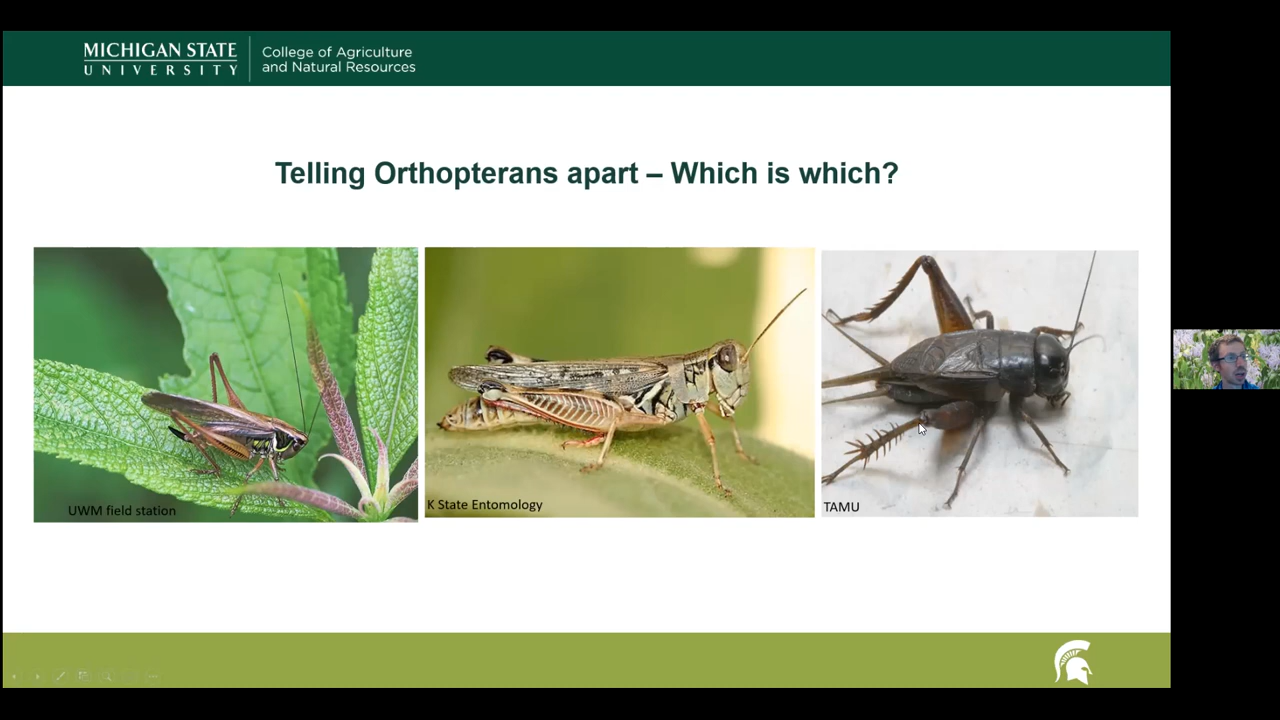 MICHIGAN STATE
UNIVERSITY
College of Agriculture
and Natural Resources
Telling Orthopterans apart – Which is which?
UWM field station
K State Entomology
TAMU